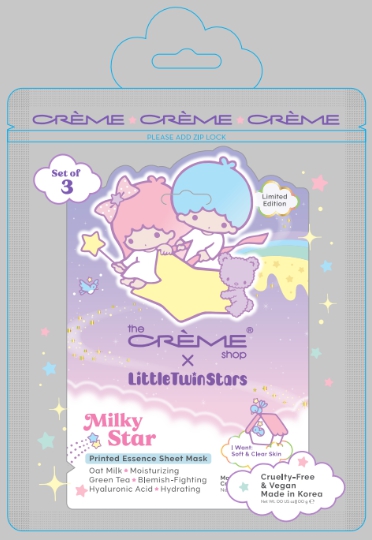 CRÈME CRÈME CRÈME
PLEASE ADD ZIP LOCK
Set of
3
Limited
Edition
the
CRÈME®
shop
x
LittleTwinStars
Milky
Star
I Want:
Soft & Clear Skin
Printed Essence Sheet Mask
Oat Milk Moisturizing
Green Tea Blemish-Fighting
Hyaluronic Acid Hydrating
Cruelty-Free
& Vegan
Made in Korea